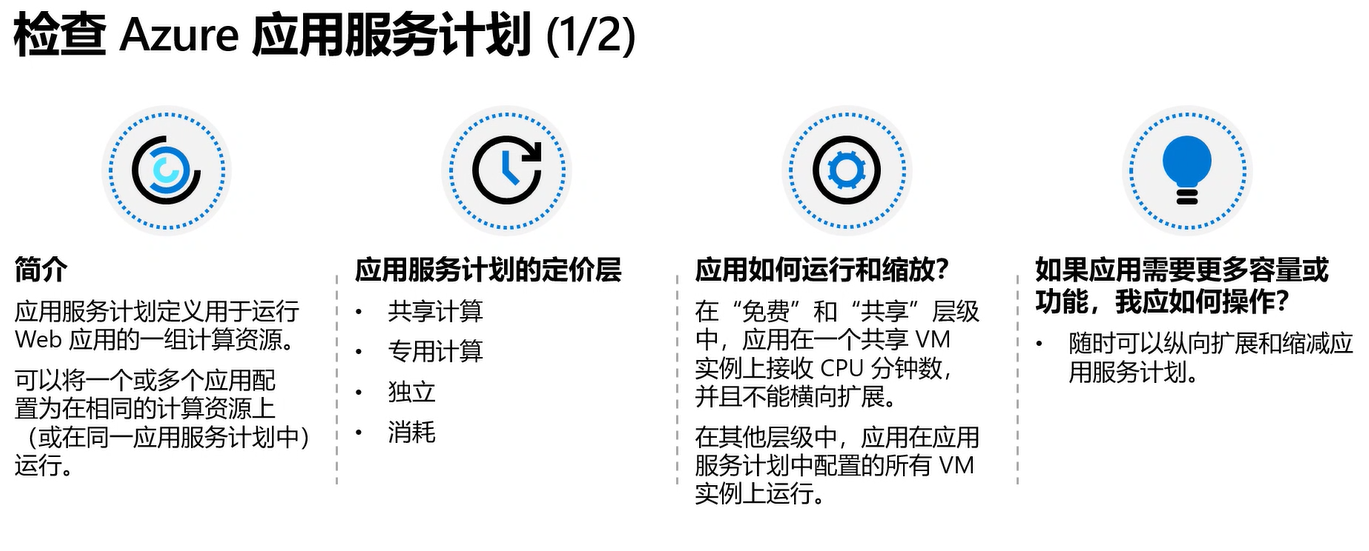 检查 Azure 应用服务计划 (1/2)
简介
应用服务计划定义用于运行
Web 应用的一组计算资源。
可以将一个或多个应用配
置为在相同的计算资源上
（或在同一应用服务计划中）
运行。
应用服务计划的定价层
• 共享计算
• 专用计算
• 独立
• 消耗
应用如何运行和缩放？
在“免费”和“共享”层级
中，应用在一个共享 VM
实例上接收 CPU 分钟数，
并且不能横向扩展。
在其他层级中，应用在应用
服务计划中配置的所有 VM
实例上运行。
如果应用需要更多容量或
功能，我应如何操作？
• 随时可以纵向扩展和缩减应
用服务计划。